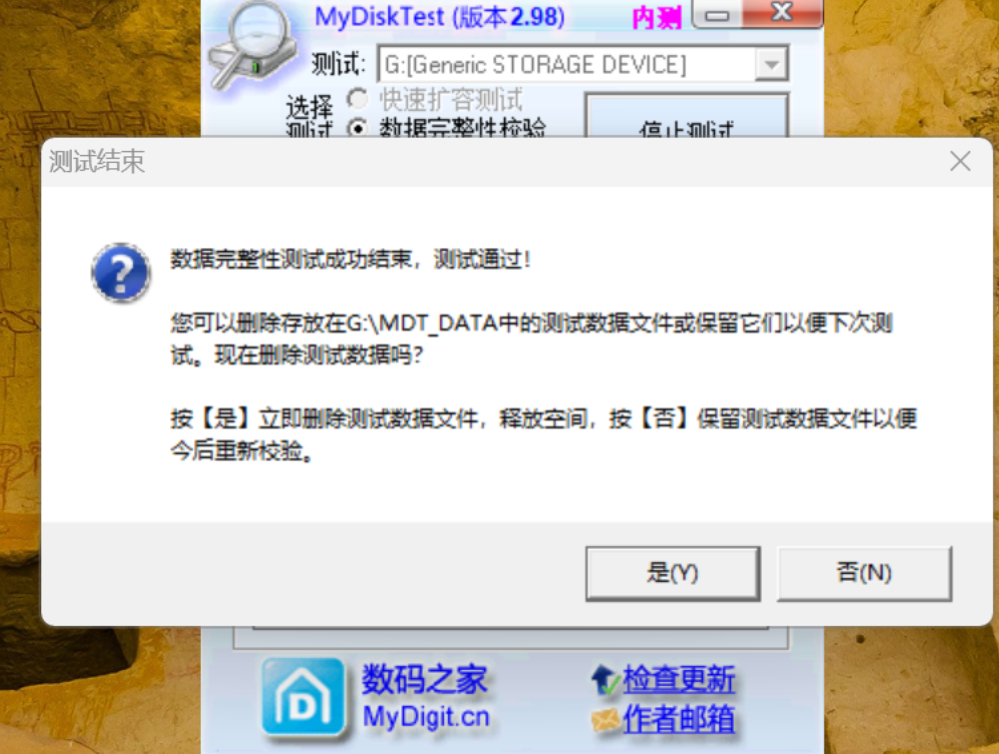 MyDiskTest (版本2.98)
内测
测试:
G:[Generic STORAGE DEVICE]
选择
快速扩容测试
测试
数据完整性校验
停止测试
测试结束
数据完整性测试成功结束，测试通过！
您可以删除存放在G:\MDT_DATA中的测试数据文件或保留它们以便下次测
试。现在删除测试数据吗？
按【是】立即删除测试数据文件，释放空间，按【否】保留测试数据文件以便
今后重新校验。
是(Y)
否(N)
数码之家
检查更新
MyDigit.cn
作者邮箱